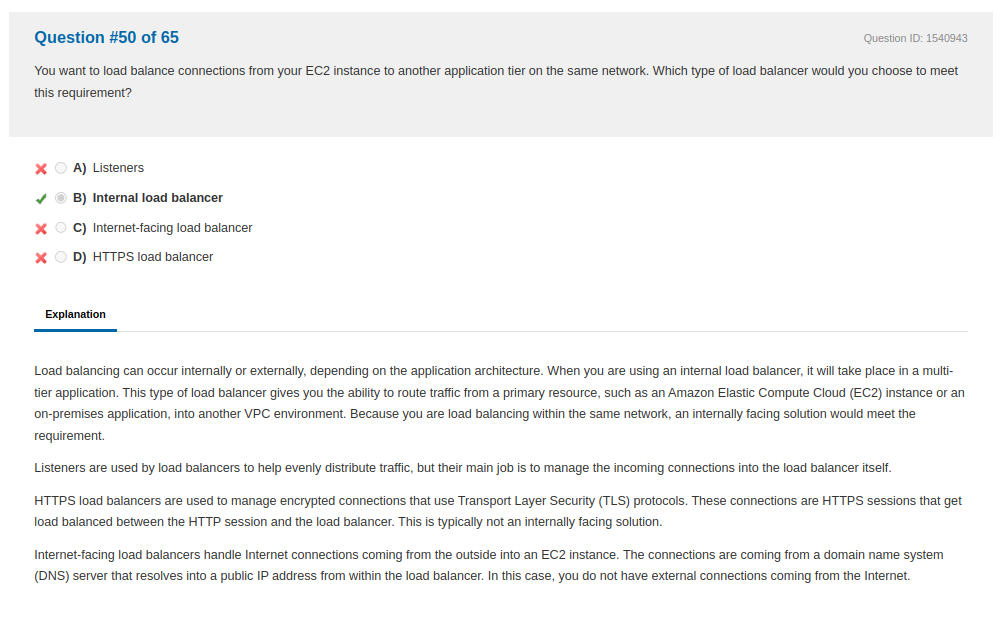 Question #50 of 65
Question ID: 1540943
You want to load balance connections from your EC2 instance to another application tier on the same network. Which type of load balancer would you choose to meet
this requirement?
A) Listeners
B) Internal load balancer
C) Internet-facing load balancer
D) HTTPS load balancer
Explanation
Load balancing can occur internally or externally, depending on the application architecture. When you are using an internal load balancer, it will take place in a multi-
tier application. This type of load balancer gives you the ability to route traffic from a primary resource, such as an Amazon Elastic Compute Cloud (EC2) instance or an
on-premises application, into another VPC environment. Because you are load balancing within the same network, an internally facing solution would meet the
requirement.
Listeners are used by load balancers to help evenly distribute traffic, but their main job is to manage the incoming connections into the load balancer itself.
HTTPS load balancers are used to manage encrypted connections that use Transport Layer Security (TLS) protocols. These connections are HTTPS sessions that get
load balanced between the HTTP session and the load balancer. This is typically not an internally facing solution.
Internet-facing load balancers handle Internet connections coming from the outside into an EC2 instance. The connections are coming from a domain name system
(DNS) server that resolves into a public IP address from within the load balancer. In this case, you do not have external connections coming from the Internet.